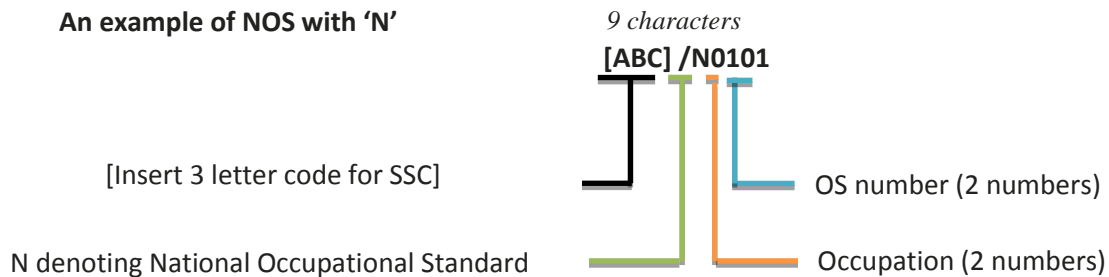 An example of NOS with ‘N’
9 characters
[ABC] /N0101
[Insert 3 letter code for SSC]
OS number (2 numbers)
N denoting National Occupational Standard
Occupation (2 numbers)